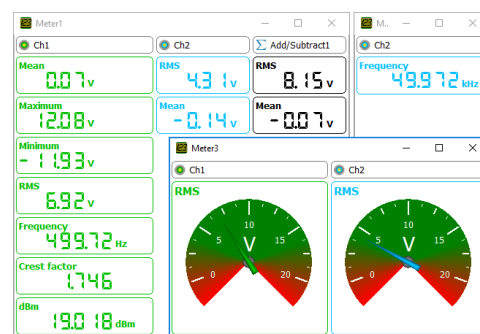 Meter1
Ch1
Ch2
∑ Add/Subtract1
Mean
0.07 v
RMS
4.31 v
RMS
8.15 v
Maximum
12.08 v
Mean
- 0.14 v
Mean
- 0.07 v
Minimum
- 11.93 v
RMS
6.92 v
Frequency
499.72 Hz
Crest factor
1.746
dBm
19.018 dBm
M..
Ch2
Frequency
49.972 kHz
Meter3
Ch1
Ch2
RMS
0
5
10
15
20
V
RMS
0
5
10
15
20
V